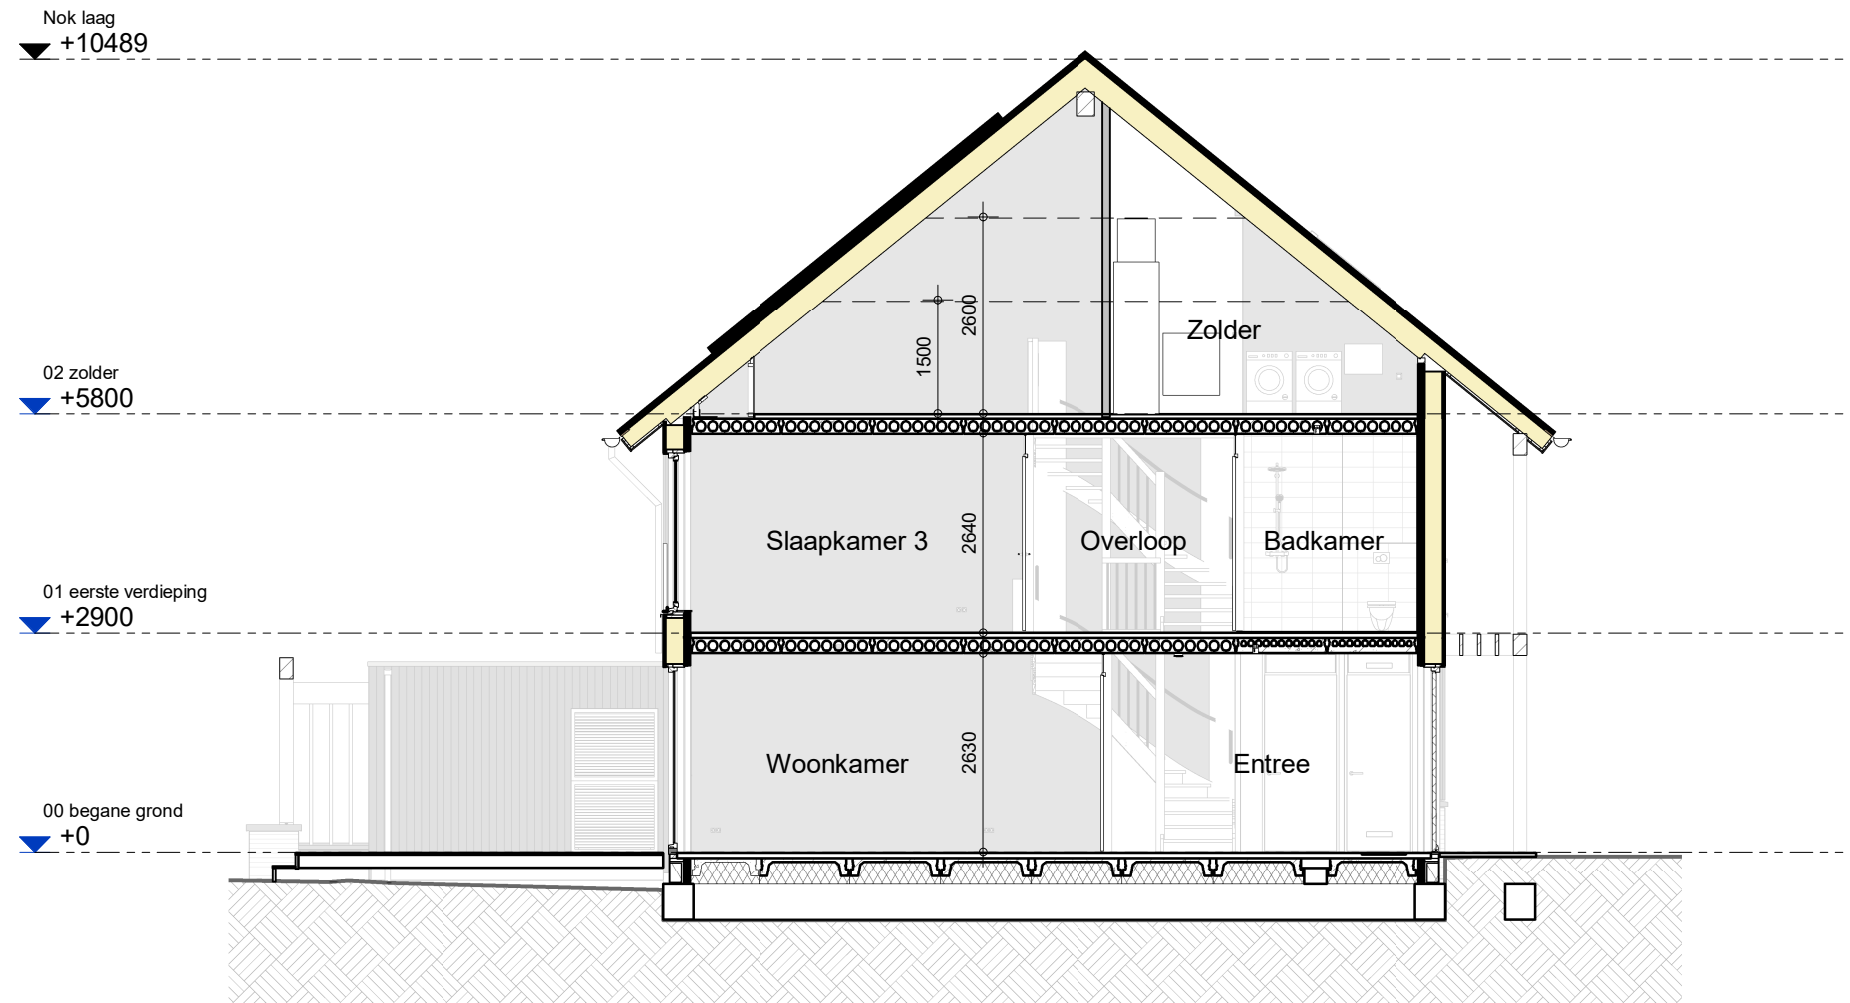 Nok laag
+10489
2600
1500
Zolder
02 zolder
+5800
Slaapkamer 3
2640
Overloop
Badkamer
01 eerste verdieping
+2900
Woonkamer
2630
Entree
00 begane grond
+0